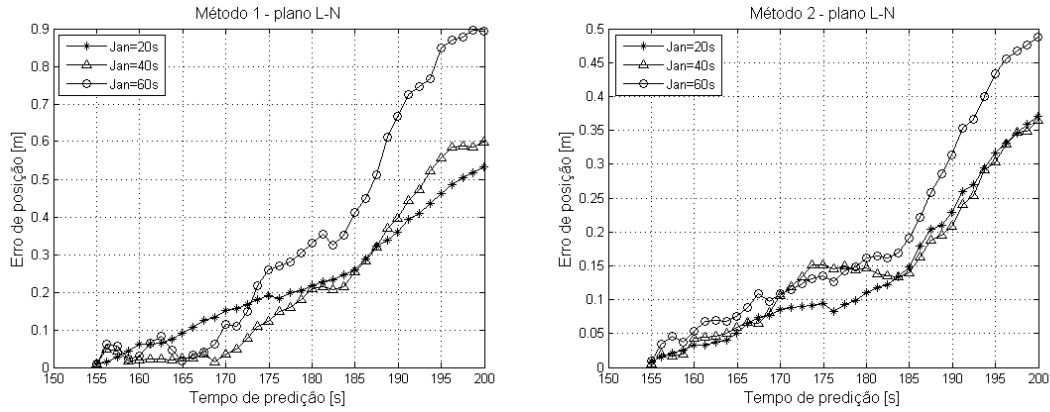 Método 1 - plano L-N
Jan=20s
Jan=40s
Jan=60s
0.9
0.8
0.7
0.6
0.5
0.4
0.3
0.2
0.1
0
Erro de posição [m]
150 155 160 165 170 175 180 185 190 195 200
Tempo de predição [s]
Método 2 - plano L-N
Jan=20s
Jan=40s
Jan=60s
0.5
0.45
0.4
0.35
0.3
0.25
0.2
0.15
0.1
0.05
0
Erro de posição [m]
150 155 160 165 170 175 180 185 190 195 200
Tempo de predição [s]